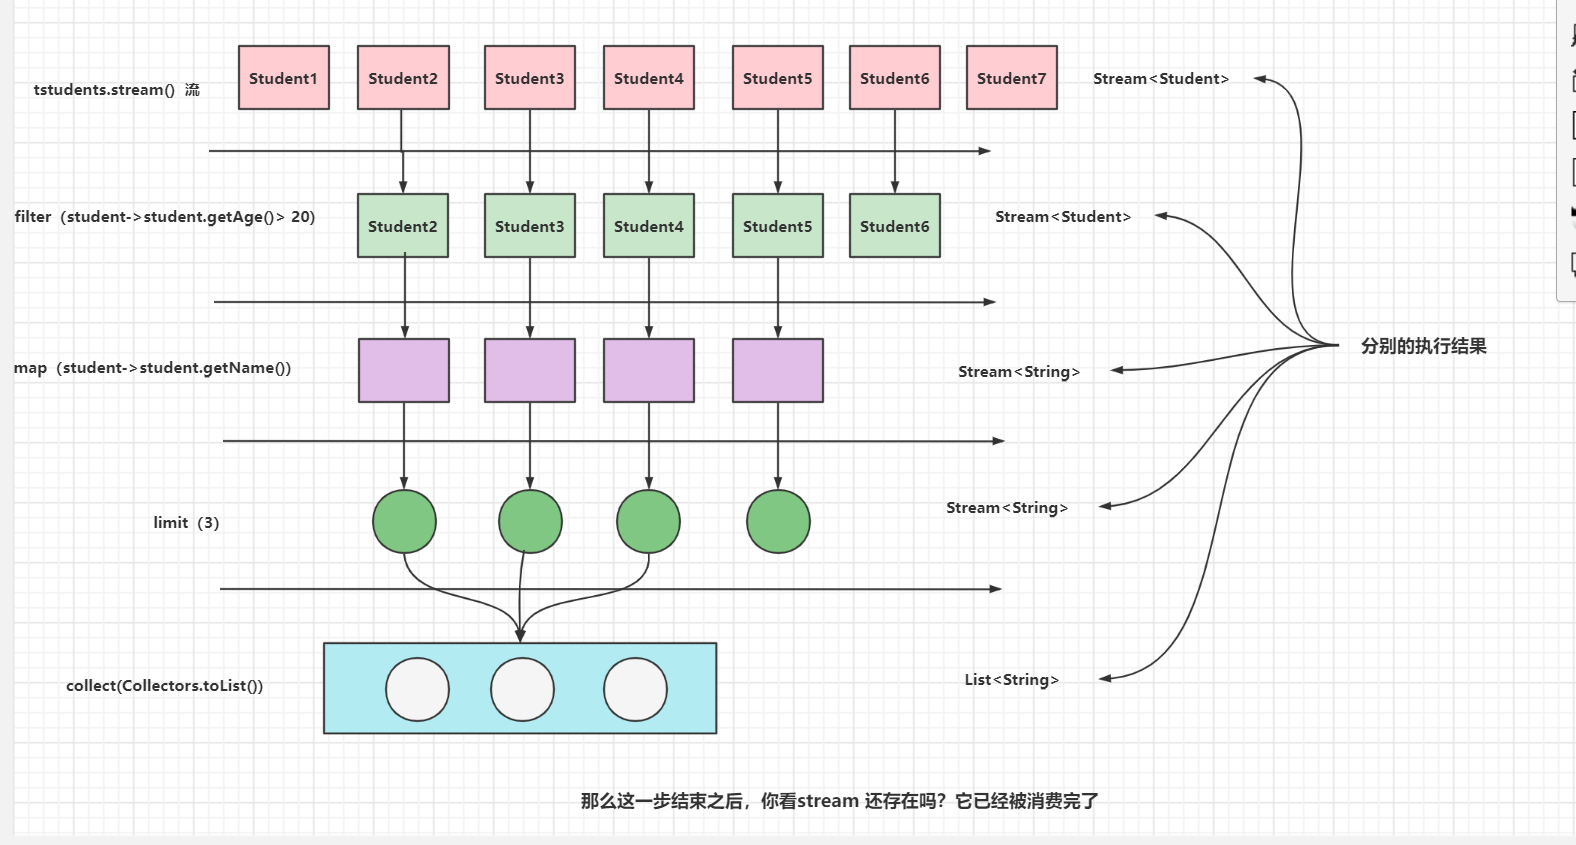 Student1 Student2 Student3 Student4 Student5 Student6 Student7 Stream<Student>
tstudents.stream() 流
filter（student->student.getAge()> 20） Student2 Student3 Student4 Student5 Student6 Stream<Student>
分别的执行结果
map（student->student.getName()） Stream<String>
limit（3） Stream<String>
collect(Collectors.toList()) List<String>
那么这一步结束之后，你看stream 还存在吗？它已经被消费完了